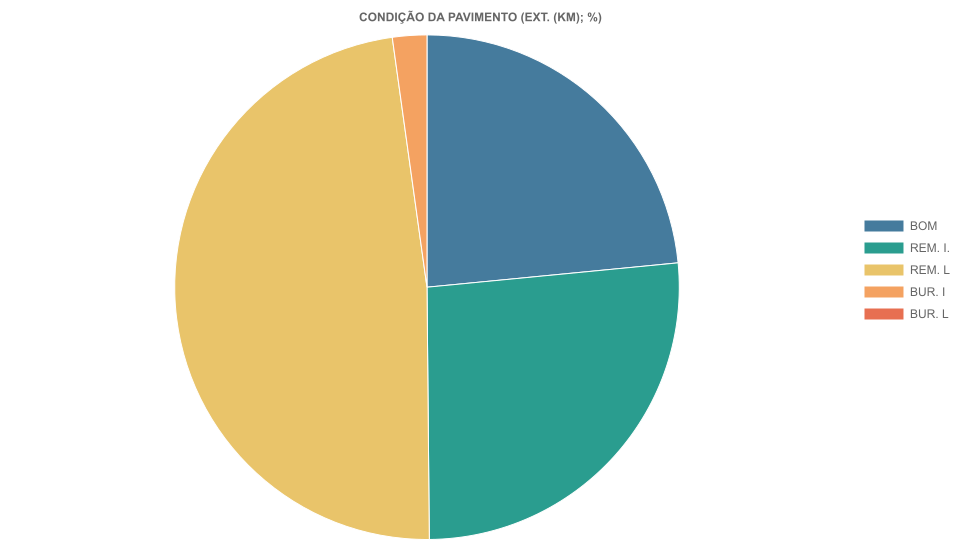 CONDIÇÃO DA PAVIMENTO (EXT. (KM); %)
BOM
REM. I.
REM. L
BUR. I
BUR. L